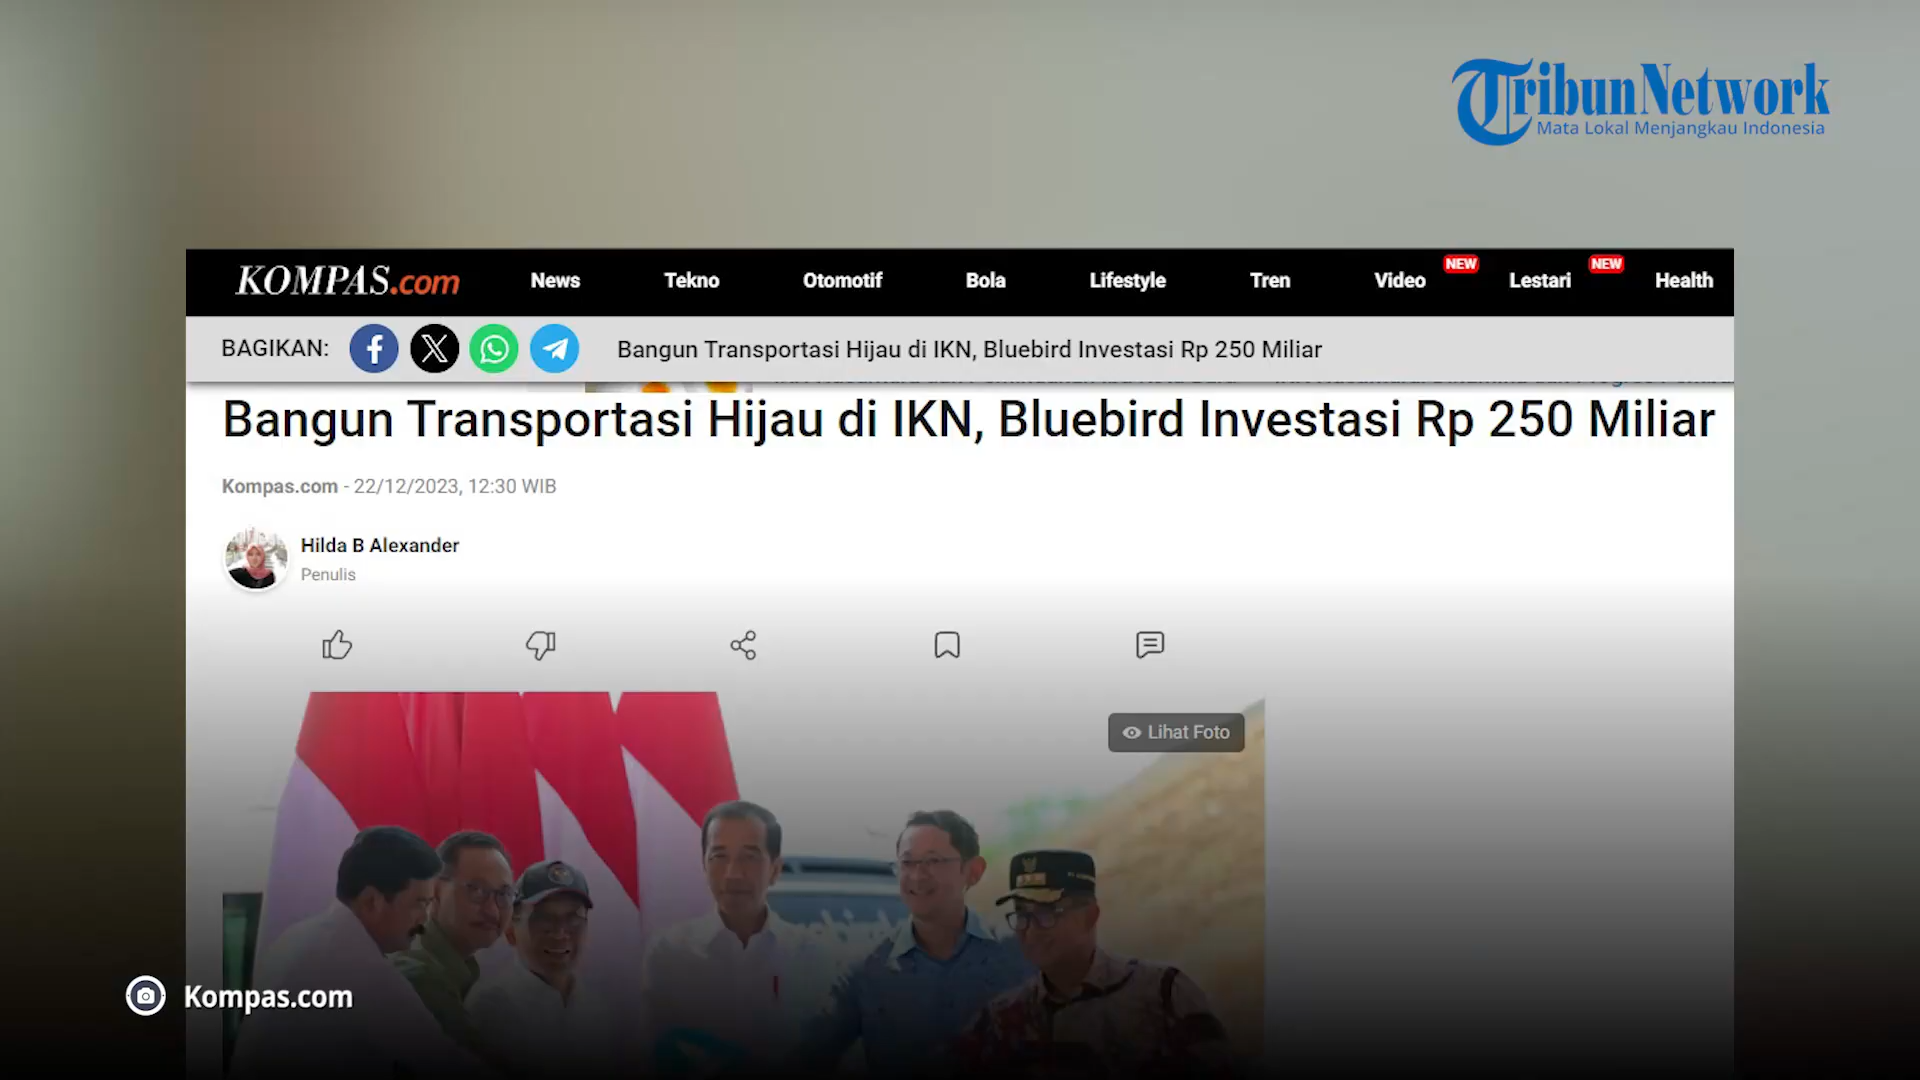 TribunNetwork
Mata Lokal Menjangkau Indonesia
KOMPAS.com News Tekno Otomotif Bola Lifestyle Tren Video NEW Lestari NEW Health
BAGIKAN: Bangun Transportasi Hijau di IKN, Bluebird Investasi Rp 250 Miliar
Bangun Transportasi Hijau di IKN, Bluebird Investasi Rp 250 Miliar
Kompas.com - 22/12/2023, 12:30 WIB
Hilda B Alexander
Penulis
Lihat Foto
Kompas.com